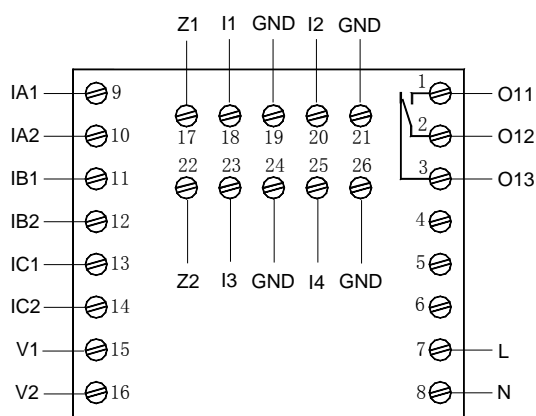 Z1 I1 GND I2 GND
IA1 9 1 O11
IA2 10 17 18 19 20 21 2 O12
22 23 24 25 26
IB1 11 3 O13
IB2 12 4
IC1 13 Z2 I3 GND I4 GND 5
IC2 14 6
V1 15 7 L
V2 16 8 N